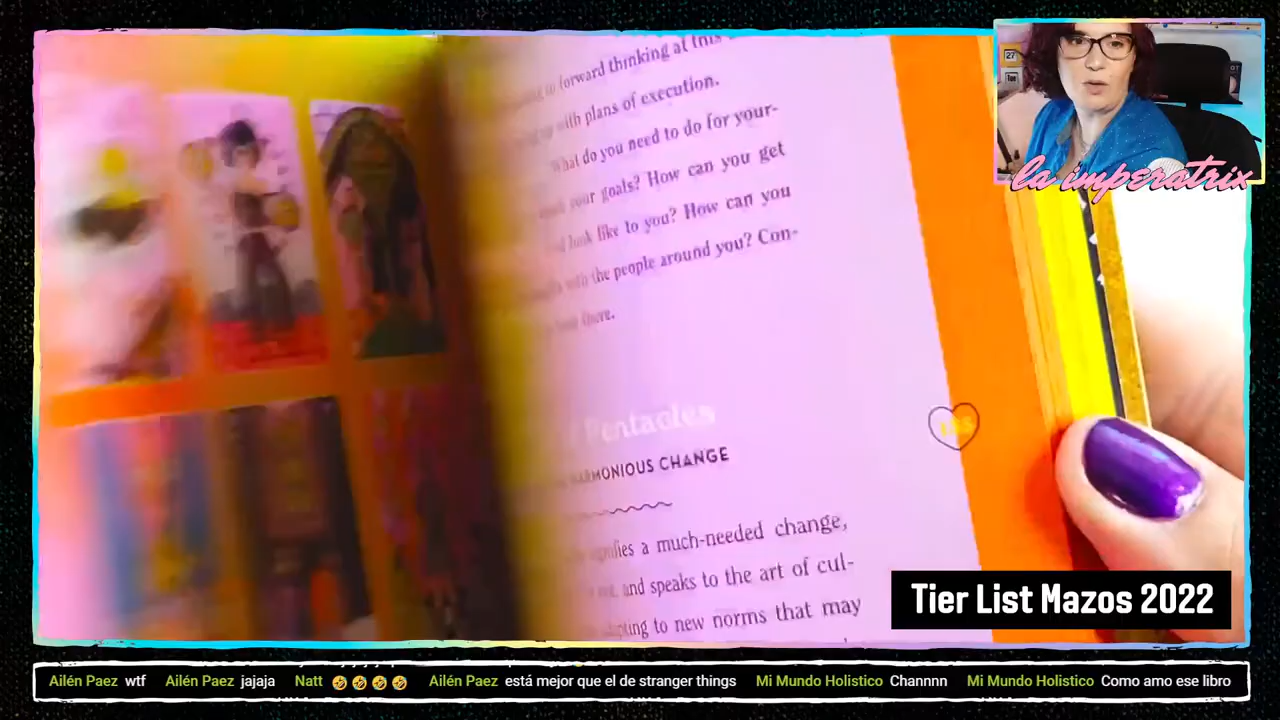 to forward thinking at this
with plans of execution.
What do you need to do for your-
your goals? How can you get
look like to you? How can you
with the people around you? Con-
there.
Pentacles
HARMONIOUS CHANGE
a much-needed change,
and speaks to the art of cul-
to new norms that may
27
la imperatrix
Tier List Mazos 2022
Ailén Paez wtf Ailén Paez jajaja Natt 🤣🤣🤣🤣 Ailén Paez está mejor que el de stranger things Mi Mundo Holistico Channnn Mi Mundo Holistico Como amo ese libro